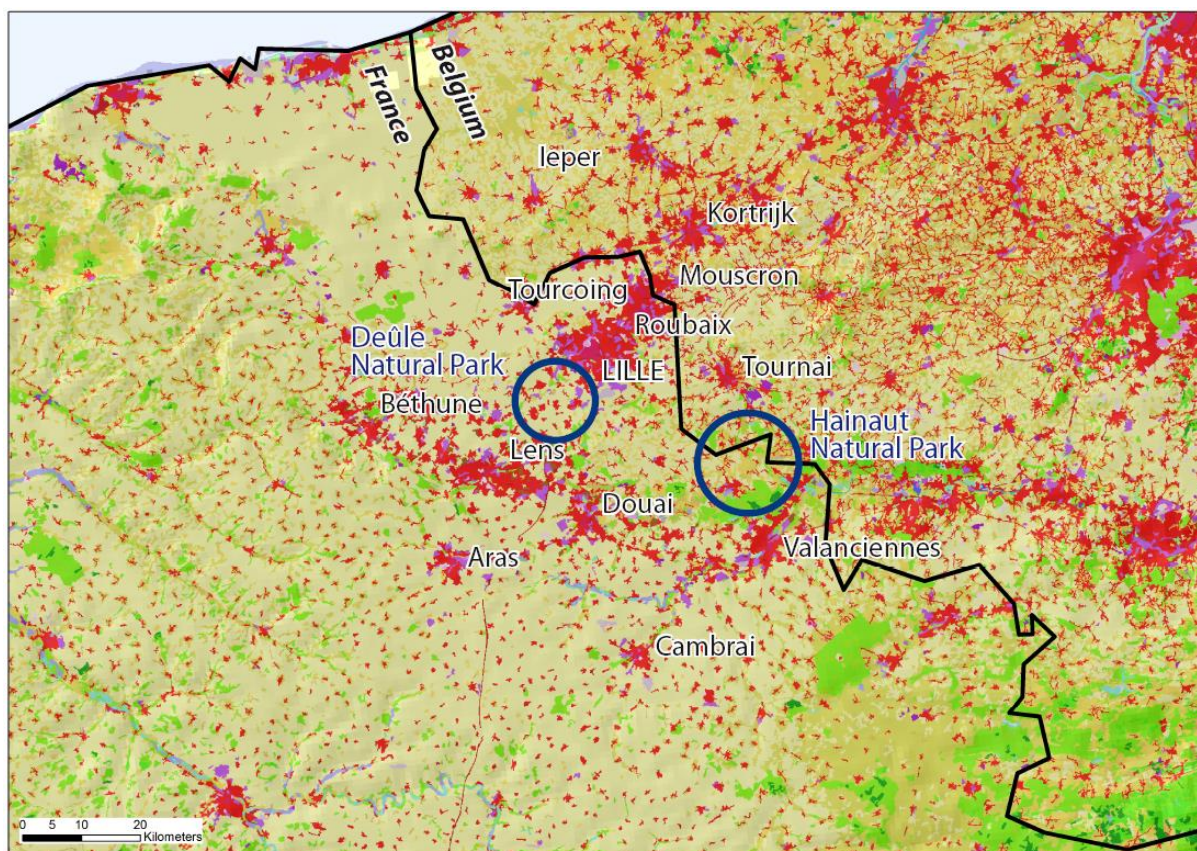 France
Belgium
Ieper
Kortrijk
Mouscron
Tourcoing
Roubaix
Deûle
Natural Park
LILLE
Tournai
Béthune
Hainaut
Natural Park
Lens
Douai
Aras
Valanciennes
Cambrai
0 5 10 20
Kilometers